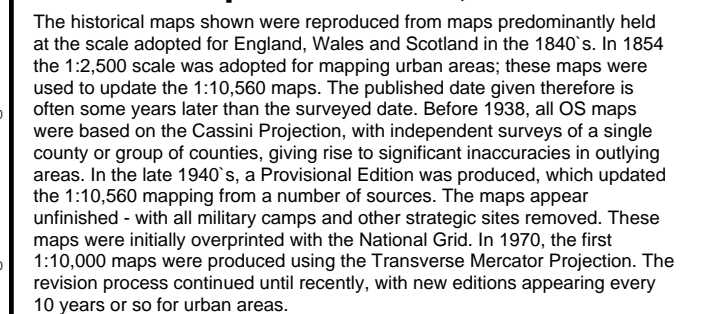 The historical maps shown were reproduced from maps predominantly held
at the scale adopted for England, Wales and Scotland in the 1840`s. In 1854
the 1:2,500 scale was adopted for mapping urban areas; these maps were
used to update the 1:10,560 maps. The published date given therefore is
often some years later than the surveyed date. Before 1938, all OS maps
were based on the Cassini Projection, with independent surveys of a single
county or group of counties, giving rise to significant inaccuracies in outlying
areas. In the late 1940`s, a Provisional Edition was produced, which updated
the 1:10,560 mapping from a number of sources. The maps appear
unfinished - with all military camps and other strategic sites removed. These
maps were initially overprinted with the National Grid. In 1970, the first
1:10,000 maps were produced using the Transverse Mercator Projection. The
revision process continued until recently, with new editions appearing every
10 years or so for urban areas.